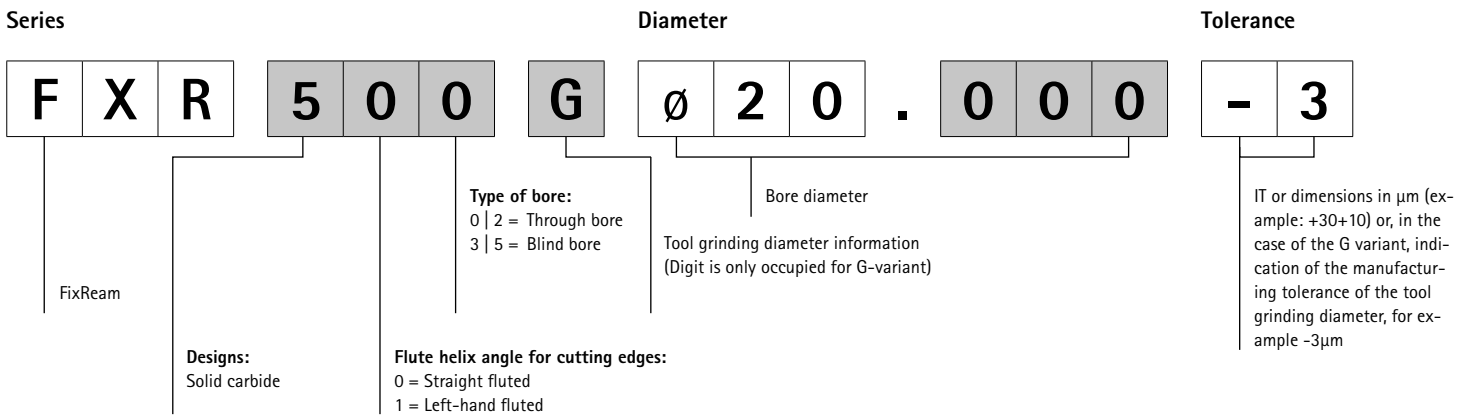 Series
Diameter
Tolerance
F X R 5 0 0 G ø 2 0 . 0 0 0 - 3
Type of bore:
0 | 2 = Through bore
3 | 5 = Blind bore
Bore diameter
Tool grinding diameter information
(Digit is only occupied for G-variant)
IT or dimensions in µm (ex-
ample: +30+10) or, in the
case of the G variant, indi-
cation of the manufactur-
ing tolerance of the tool
grinding diameter, for ex-
ample -3µm
FixReam
Designs:
Solid carbide
Flute helix angle for cutting edges:
0 = Straight fluted
1 = Left-hand fluted